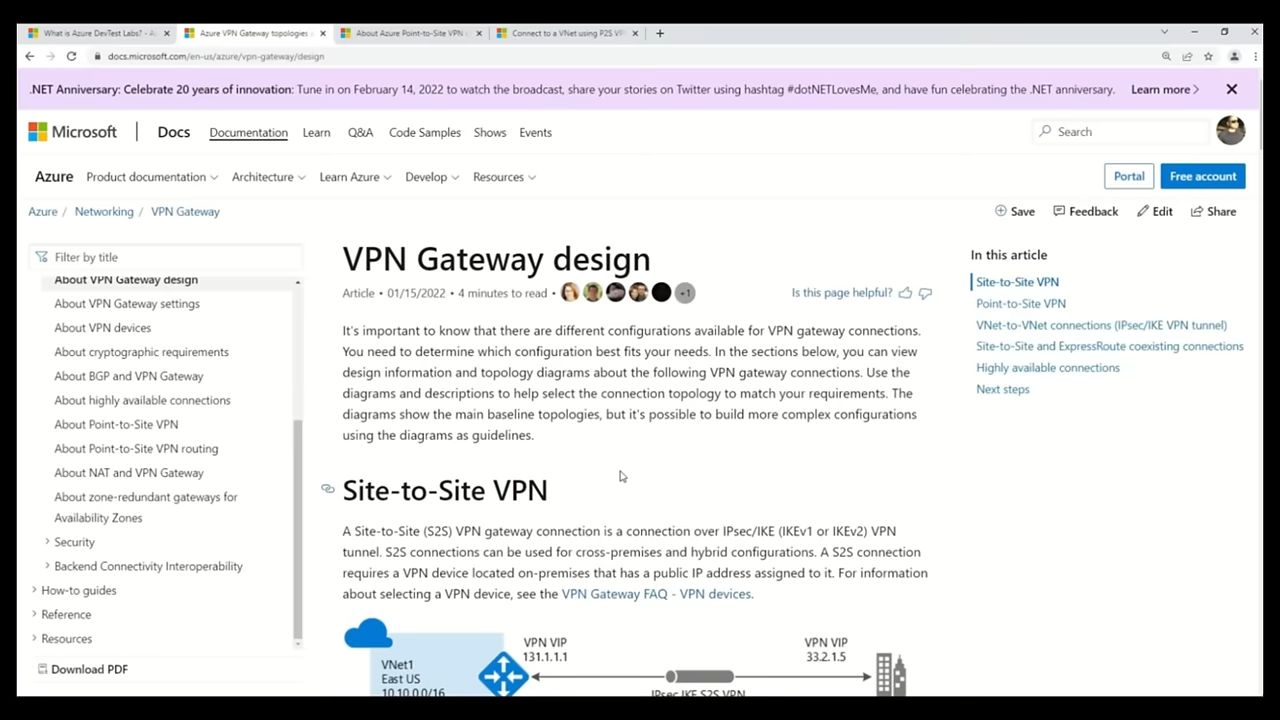 What is Azure DevTest Labs? - A
Azure VPN Gateway topologies
About Azure Point-to-Site VPN
Connect to a VNet using P2S VP
docs.microsoft.com/en-us/azure/vpn-gateway/design
.NET Anniversary: Celebrate 20 years of innovation: Tune in on February 14, 2022 to watch the broadcast, share your stories on Twitter using hashtag #dotNETLovesMe, and have fun celebrating the .NET anniversary. Learn more
Microsoft Docs Documentation Learn Q&A Code Samples Shows Events Search
Azure Product documentation Architecture Learn Azure Develop Resources Portal Free account
Azure / Networking / VPN Gateway
Save Feedback Edit Share
Filter by title
About VPN Gateway design
About VPN Gateway settings
About VPN devices
About cryptographic requirements
About BGP and VPN Gateway
About highly available connections
About Point-to-Site VPN
About Point-to-Site VPN routing
About NAT and VPN Gateway
About zone-redundant gateways for
Availability Zones
Security
Backend Connectivity Interoperability
How-to guides
Reference
Resources
Download PDF
VPN Gateway design
Article • 01/15/2022 • 4 minutes to read • +1
Is this page helpful?
It's important to know that there are different configurations available for VPN gateway connections.
You need to determine which configuration best fits your needs. In the sections below, you can view
design information and topology diagrams about the following VPN gateway connections. Use the
diagrams and descriptions to help select the connection topology to match your requirements. The
diagrams show the main baseline topologies, but it's possible to build more complex configurations
using the diagrams as guidelines.
Site-to-Site VPN
A Site-to-Site (S2S) VPN gateway connection is a connection over IPsec/IKE (IKEv1 or IKEv2) VPN
tunnel. S2S connections can be used for cross-premises and hybrid configurations. A S2S connection
requires a VPN device located on-premises that has a public IP address assigned to it. For information
about selecting a VPN device, see the VPN Gateway FAQ - VPN devices.
VNet1
East US
10.10.0.0/16
VPN VIP
131.1.1.1
IPsec IKE S2S VPN
VPN VIP
33.2.1.5
In this article
Site-to-Site VPN
Point-to-Site VPN
VNet-to-VNet connections (IPsec/IKE VPN tunnel)
Site-to-Site and ExpressRoute coexisting connections
Highly available connections
Next steps